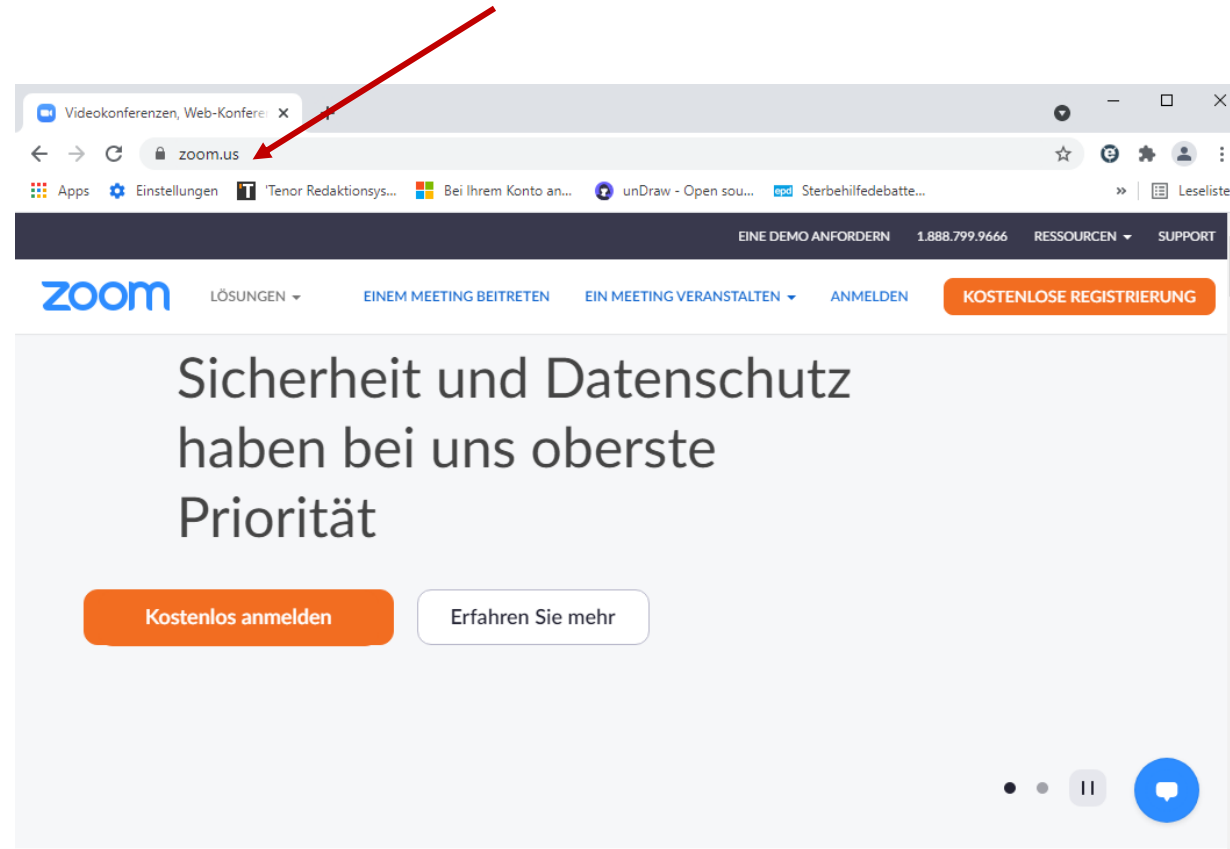 Videokonferenzen, Web-Konferen
zoom.us
Apps Einstellungen 'Tenor Redaktionsys... Bei Ihrem Konto an... unDraw - Open sou... epd Sterbehilfedebatte... » Leseliste
EINE DEMO ANFORDERN 1.888.799.9666 RESSOURCEN SUPPORT
zoom LÖSUNGEN EINEM MEETING BEITRETEN EIN MEETING VERANSTALTEN ANMELDEN KOSTENLOSE REGISTRIERUNG
Sicherheit und Datenschutz
haben bei uns oberste
Priorität
Kostenlos anmelden Erfahren Sie mehr